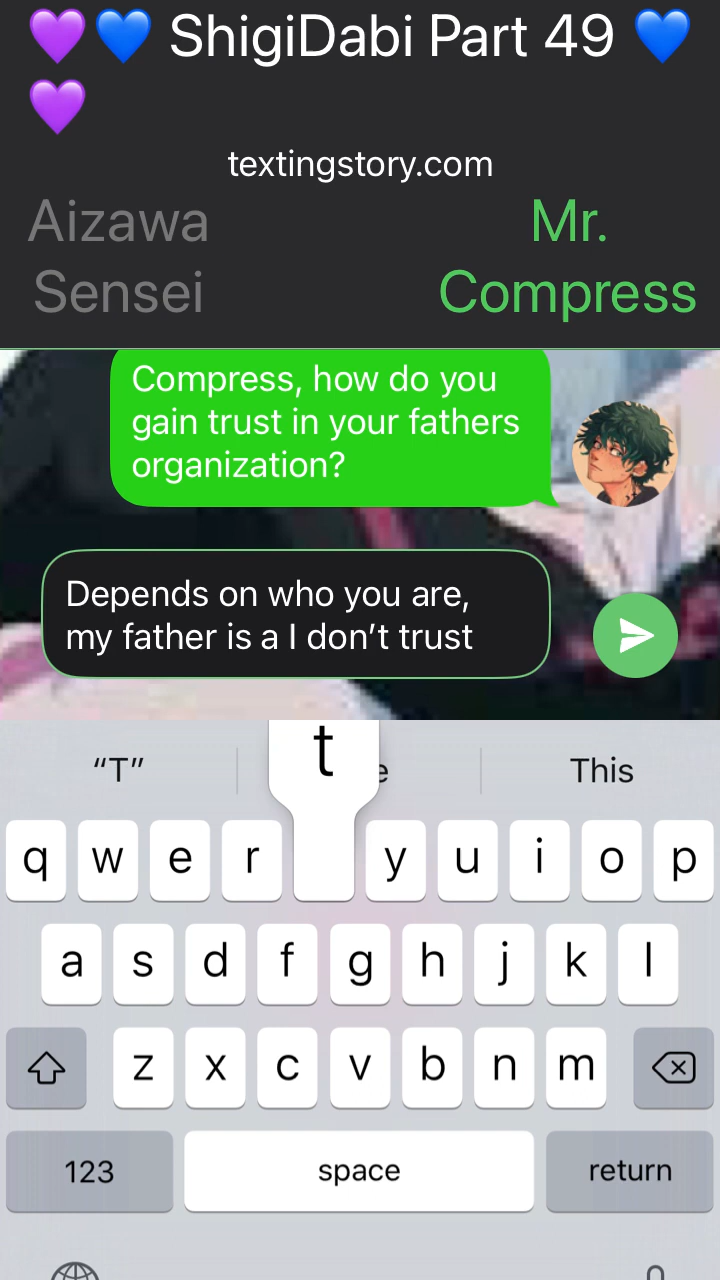 💜💙 ShigiDabi Part 49 💙
💜
textingstory.com
Aizawa
Sensei
Mr.
Compress
Compress, how do you
gain trust in your fathers
organization?
Depends on who you are,
my father is a I don’t trust
“T” This
t
q w e r y u i o p
a s d f g h j k l
z x c v b n m
123 space return